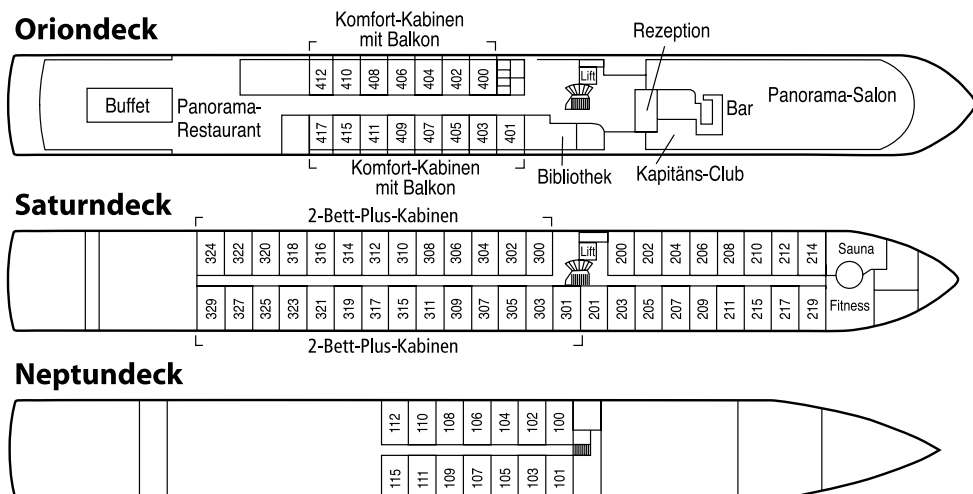 Oriondeck
Komfort-Kabinen
mit Balkon
Rezeption
412 410 408 406 404 402 400
Lift
Buffet
Panorama-
Restaurant
Bar
Panorama-Salon
417 415 411 409 407 405 403 401
Komfort-Kabinen
mit Balkon
Bibliothek
Kapitäns-Club
Saturndeck
2-Bett-Plus-Kabinen
324 322 320 318 316 314 312 310 308 306 304 302 300
Lift
200 202 204 206 208 210 212 214
Sauna
329 327 325 323 321 319 317 315 311 309 307 305 303 301 201 203 205 207 209 211 215 217 219
Fitness
2-Bett-Plus-Kabinen
Neptundeck
112 110 108 106 104 102 100
115 111 109 107 105 103 101